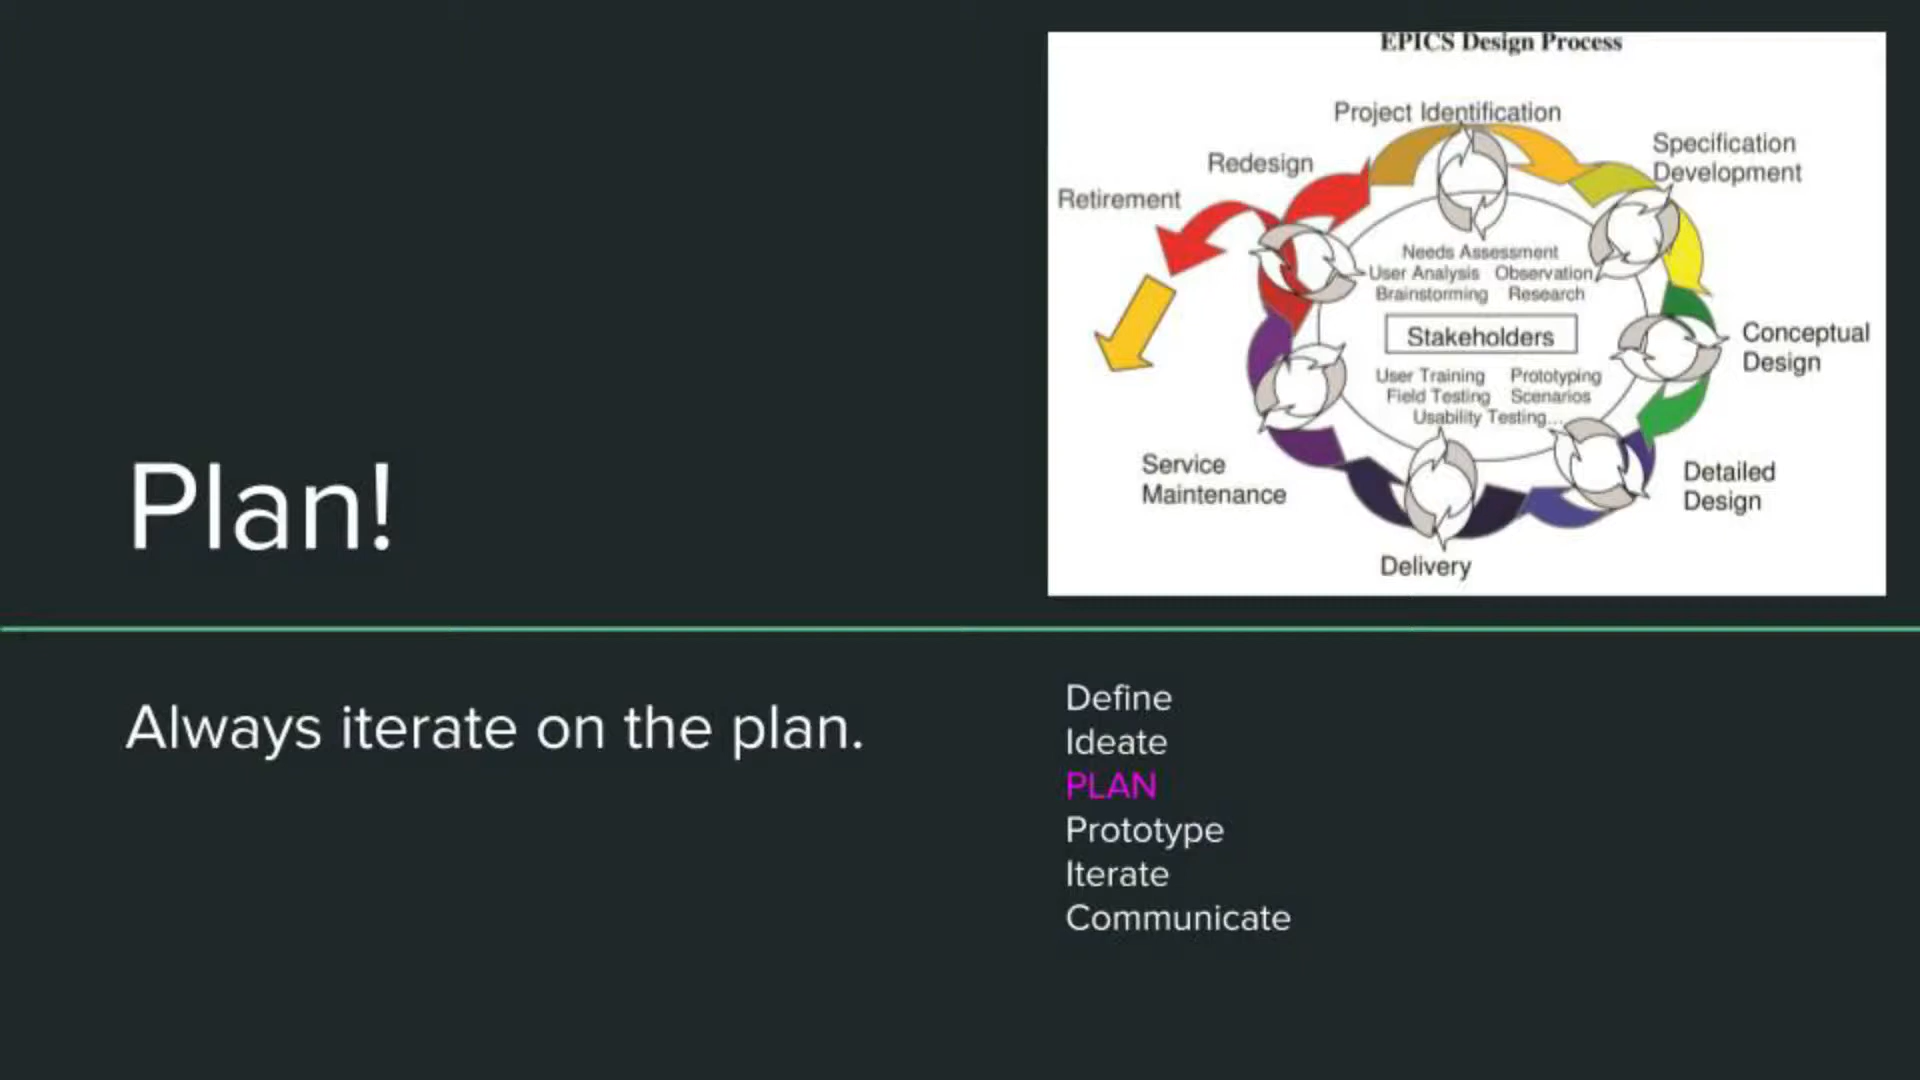 EPICS Design Process
Project Identification
Specification
Development
Redesign
Retirement
Needs Assessment
User Analysis Observation
Brainstorming Research
Stakeholders
User Training Prototyping
Field Testing Scenarios
Usability Testing...
Conceptual
Design
Service
Maintenance
Detailed
Design
Delivery
Plan!
Always iterate on the plan.
Define
Ideate
PLAN
Prototype
Iterate
Communicate